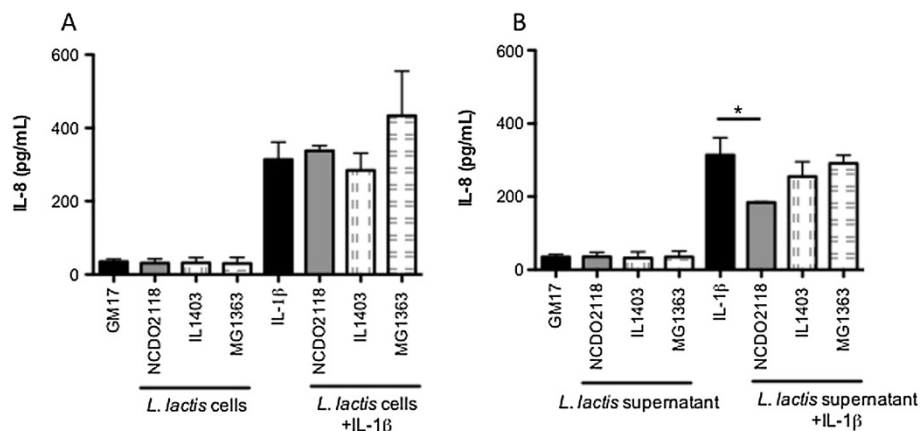 A
IL-8 (pg/mL)
600
400
200
0
GM17
NCDO2118
IL1403
MG1363
IL-1β
NCDO2118
IL1403
MG1363
L. lactis cells
L. lactis cells
+IL-1β
B
IL-8 (pg/mL)
600
400
200
0
*
GM17
NCDO2118
IL1403
MG1363
IL-1β
NCDO2118
IL1403
MG1363
L. lactis supernatant
L. lactis supernatant
+IL-1β